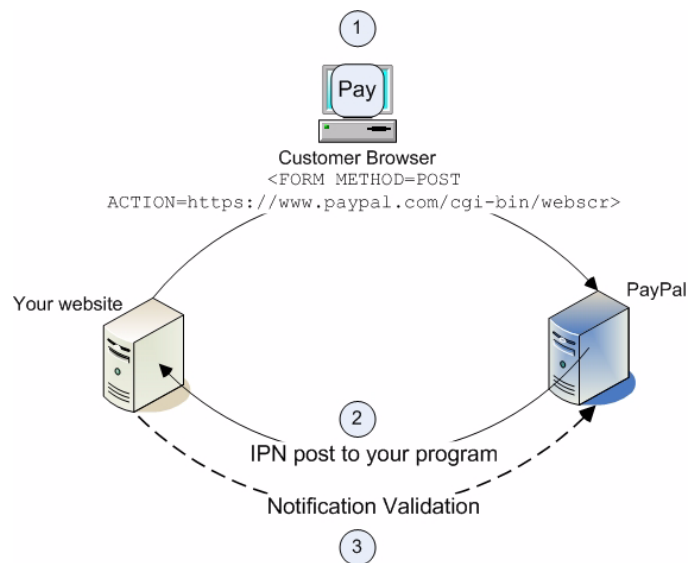 1
Pay
Customer Browser
<FORM METHOD=POST
ACTION=https://www.paypal.com/cgi-bin/webscr>
Your website
PayPal
2
IPN post to your program
Notification Validation
3